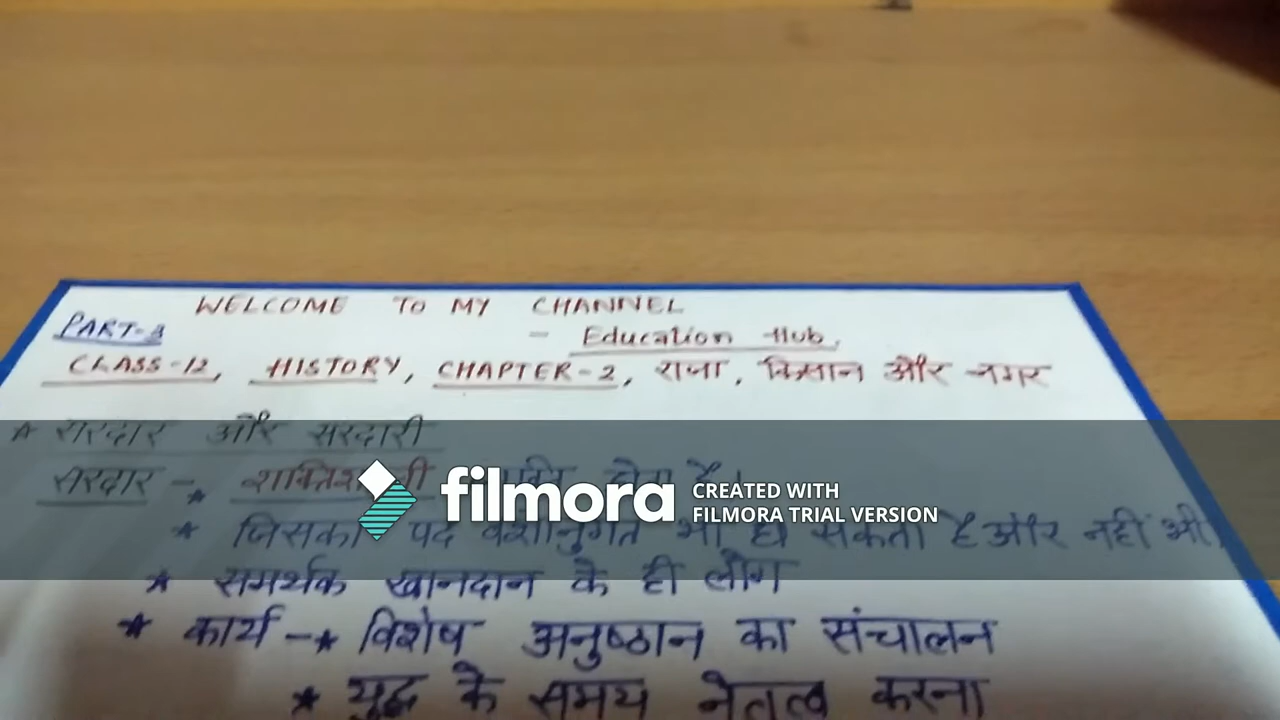 WELCOME TO MY CHANNEL
PART-3
- Education Hub.
CLASS-12, HISTORY, CHAPTER-2, राजा, किसान और नगर
* सरदार और सरदारी
सरदार - * शक्तिशाली व्यक्ति होता है।
* जिसका पद वंशानुगत भी हो सकता है और नहीं भी
filmora CREATED WITH
FILMORA TRIAL VERSION
* समर्थक खानदान के ही लोग
* कार्य - * विशेष अनुष्ठान का संचालन
* युद्ध के समय नेतृत्व करना